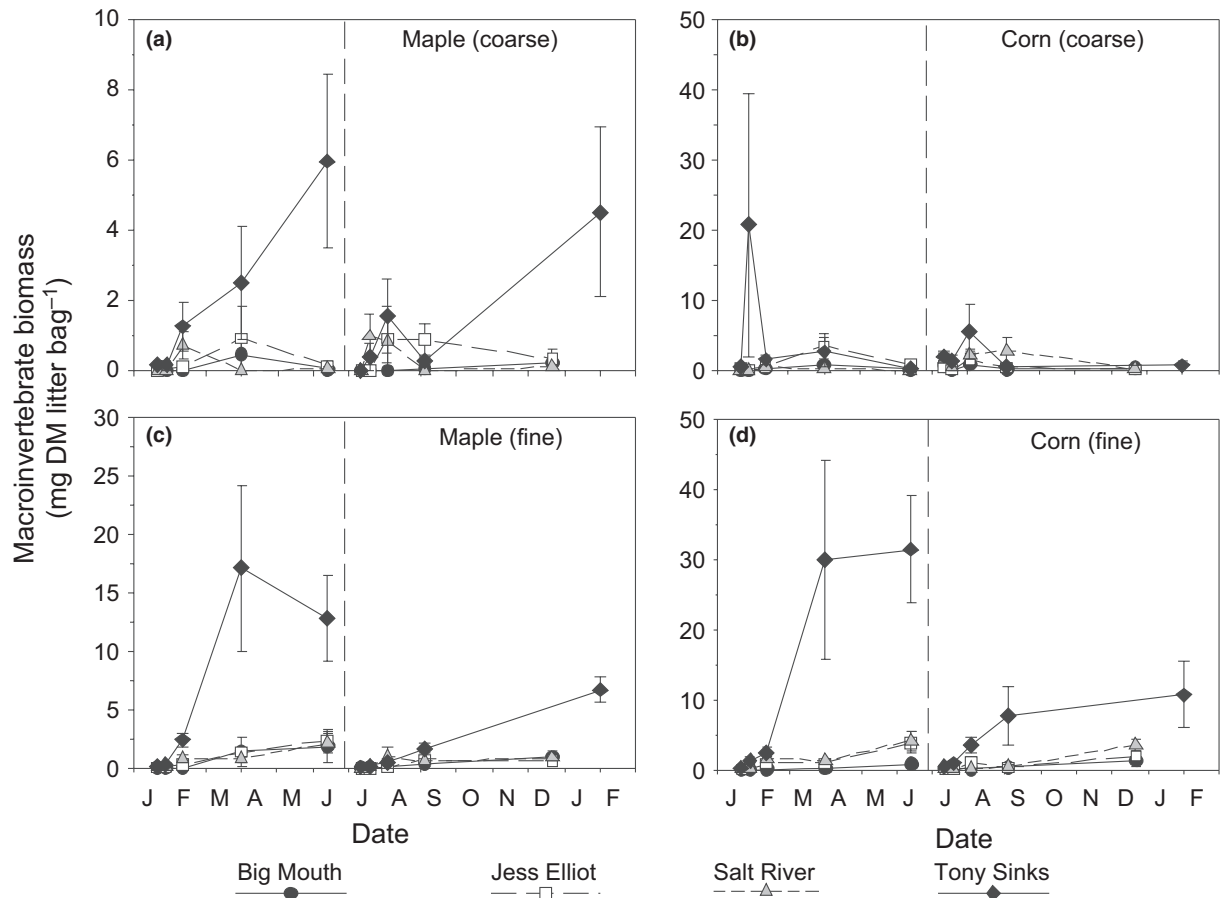 Macroinvertebrate biomass
(mg DM litter bag⁻¹)
(a)
Maple (coarse)
10
8
6
4
2
0
(b)
Corn (coarse)
50
40
30
20
10
0
(c)
Maple (fine)
30
25
20
15
10
5
0
J F M A M J J A S O N D J F
Date
(d)
Corn (fine)
50
40
30
20
10
0
J F M A M J J A S O N D J F
Date
Big Mouth
Jess Elliot
Salt River
Tony Sinks